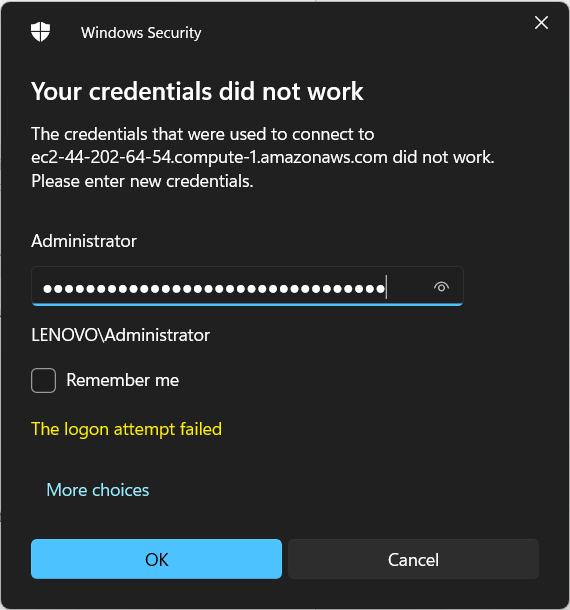 Windows Security
Your credentials did not work
The credentials that were used to connect to
ec2-44-202-64-54.compute-1.amazonaws.com did not work.
Please enter new credentials.
Administrator
●●●●●●●●●●●●●●●●●●●●●●●●●●●●●●●●
LENOVO\Administrator
Remember me
The logon attempt failed
More choices
OK
Cancel